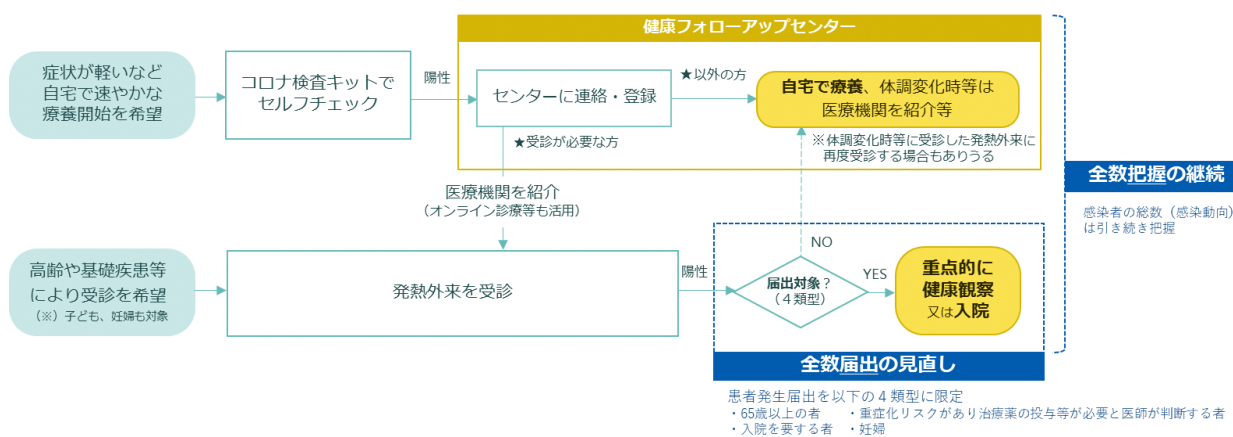 健康フォローアップセンター
症状が軽いなど
自宅で速やかな
療養開始を希望
コロナ検査キットで
セルフチェック
陽性
センターに連絡・登録
★以外の方
自宅で療養、体調変化時等は
医療機関を紹介等
★受診が必要な方
※体調変化時等に受診した発熱外来に
再度受診する場合もありうる
全数把握の継続
感染者の総数（感染動向）
は引き続き把握
医療機関を紹介
（オンライン診療等も活用）
高齢や基礎疾患等
により受診を希望
（※）子ども、妊婦も対象
発熱外来を受診
陽性
届出対象？
（４類型）
NO
YES
重点的に
健康観察
又は入院
全数届出の見直し
患者発生届出を以下の４類型に限定
・65歳以上の者　・重症化リスクがあり治療薬の投与等が必要と医師が判断する者
・入院を要する者　・妊婦